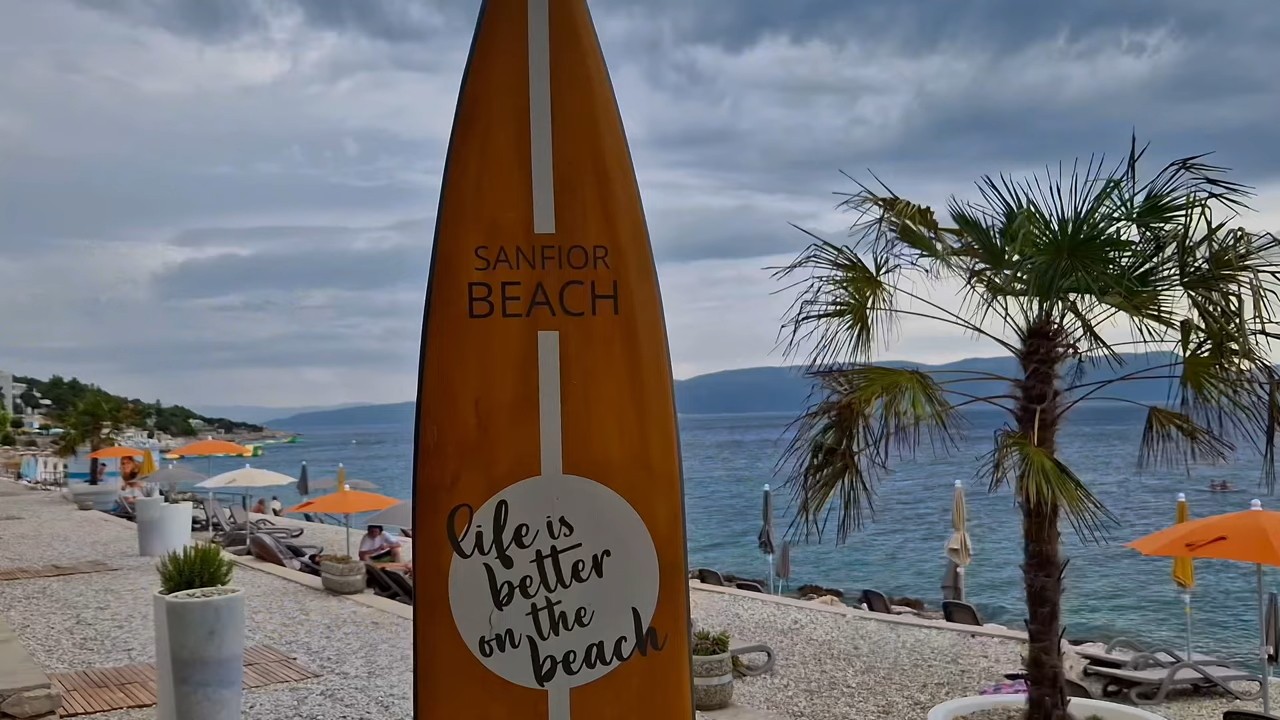 SANFIOR
BEACH
life is
better
on the
beach